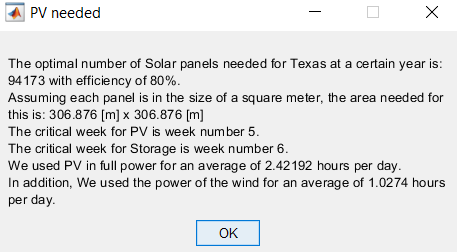 PV needed
The optimal number of Solar panels needed for Texas at a certain year is:
94173 with efficiency of 80%.
Assuming each panel is in the size of a square meter, the area needed for
this is: 306.876 [m] x 306.876 [m]
The critical week for PV is week number 5.
The critical week for Storage is week number 6.
We used PV in full power for an average of 2.42192 hours per day.
In addition, We used the power of the wind for an average of 1.0274 hours
per day.
OK